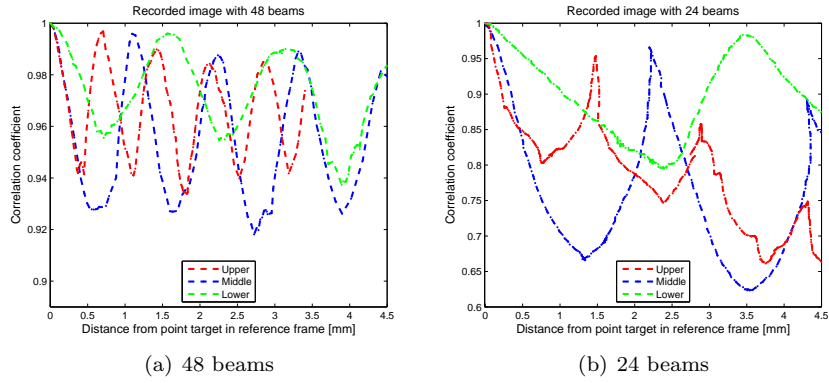 Recorded image with 48 beams
1
0.98
0.96
0.94
0.92
0.9
Correlation coefficient
Upper
Middle
Lower
0 0.5 1 1.5 2 2.5 3 3.5 4 4.5
Distance from point target in reference frame [mm]
(a) 48 beams
Recorded image with 24 beams
1
0.95
0.9
0.85
0.8
0.75
0.7
0.65
0.6
Correlation coefficient
Upper
Middle
Lower
0 0.5 1 1.5 2 2.5 3 3.5 4 4.5
Distance from point target in reference frame [mm]
(b) 24 beams